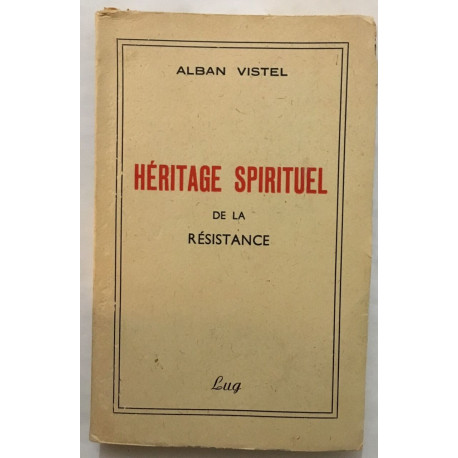 ALBAN VISTEL
HÉRITAGE SPIRITUEL
DE LA
RÉSISTANCE
Lug